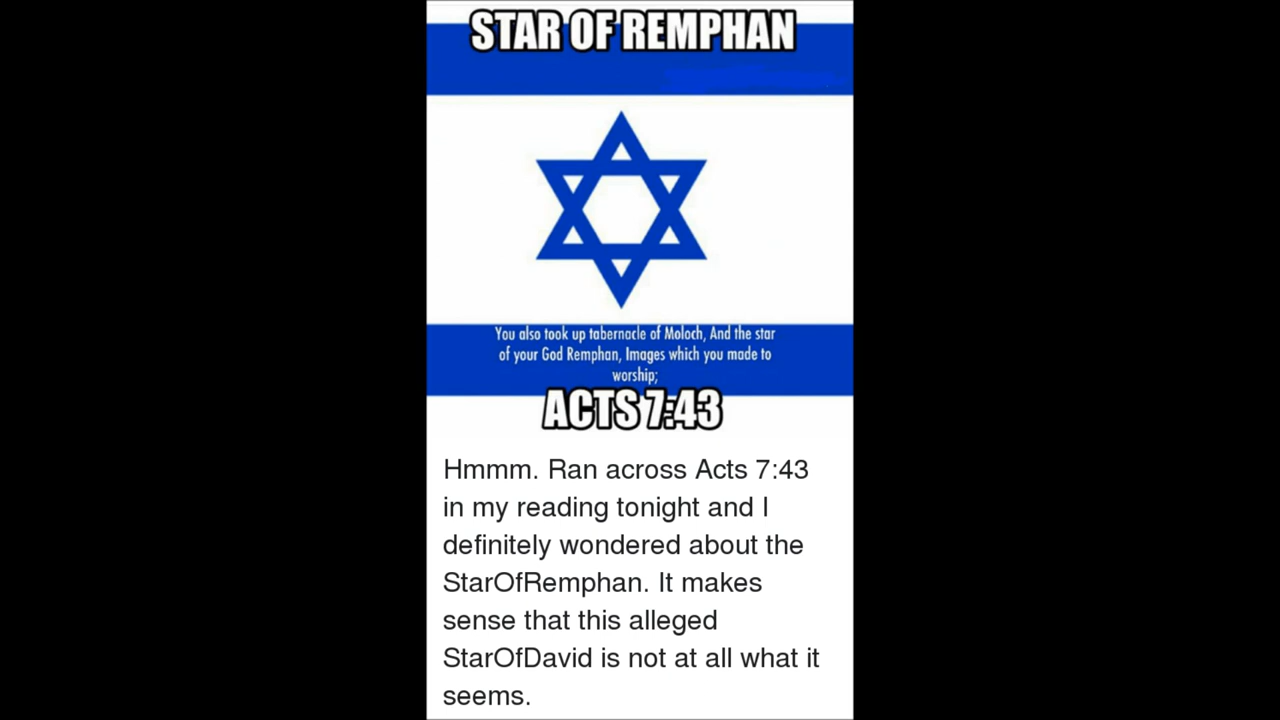 STAR OF REMPHAN
You also took up tabernacle of Moloch, And the star
of your God Remphan, Images which you made to
worship;
ACTS 7:43
Hmmm. Ran across Acts 7:43
in my reading tonight and I
definitely wondered about the
StarOfRemphan. It makes
sense that this alleged
StarOfDavid is not at all what it
seems.